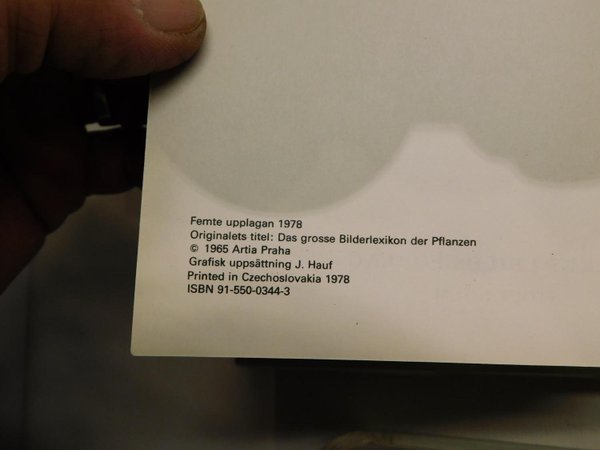 Femte upplagan 1978
Originalets titel: Das grosse Bilderlexikon der Pflanzen
© 1965 Artia Praha
Grafisk uppsättning J. Hauf
Printed in Czechoslovakia 1978
ISBN 91-550-0344-3